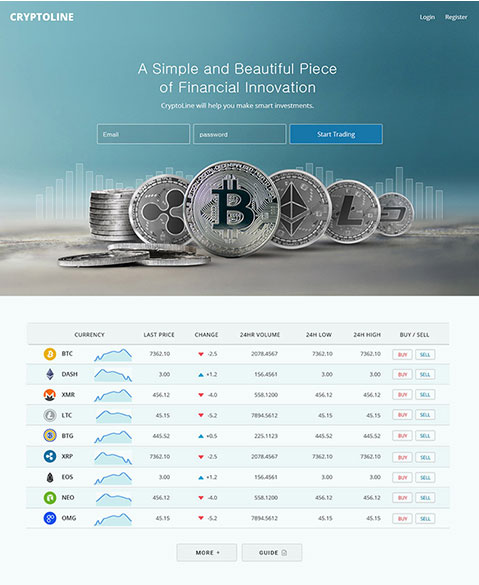 CRYPTOLINE
Login Register
A Simple and Beautiful Piece
of Financial Innovation
CryptoLine will help you make smart investments.
Email password Start Trading
CURRENCY LAST PRICE CHANGE 24HR VOLUME 24HR LOW 24HR HIGH BUY / SELL
BTC 7362.10 -2.5 2078.4567 7362.10 7362.10 BUY SELL
DASH 3.00 +1.2 156.4561 3.00 3.00 BUY SELL
XMR 456.12 -4.0 558.1200 456.12 456.12 BUY SELL
LTC 45.15 -5.2 7894.5612 45.15 45.15 BUY SELL
BTG 445.52 +0.5 225.1123 445.52 445.52 BUY SELL
XRP 7362.10 -2.5 2078.4567 7362.10 7362.10 BUY SELL
EOS 3.00 +1.2 156.4561 3.00 3.00 BUY SELL
NEO 456.12 -4.0 558.1200 456.12 456.12 BUY SELL
OMG 45.15 -5.2 7894.5612 45.15 45.15 BUY SELL
MORE + GUIDE